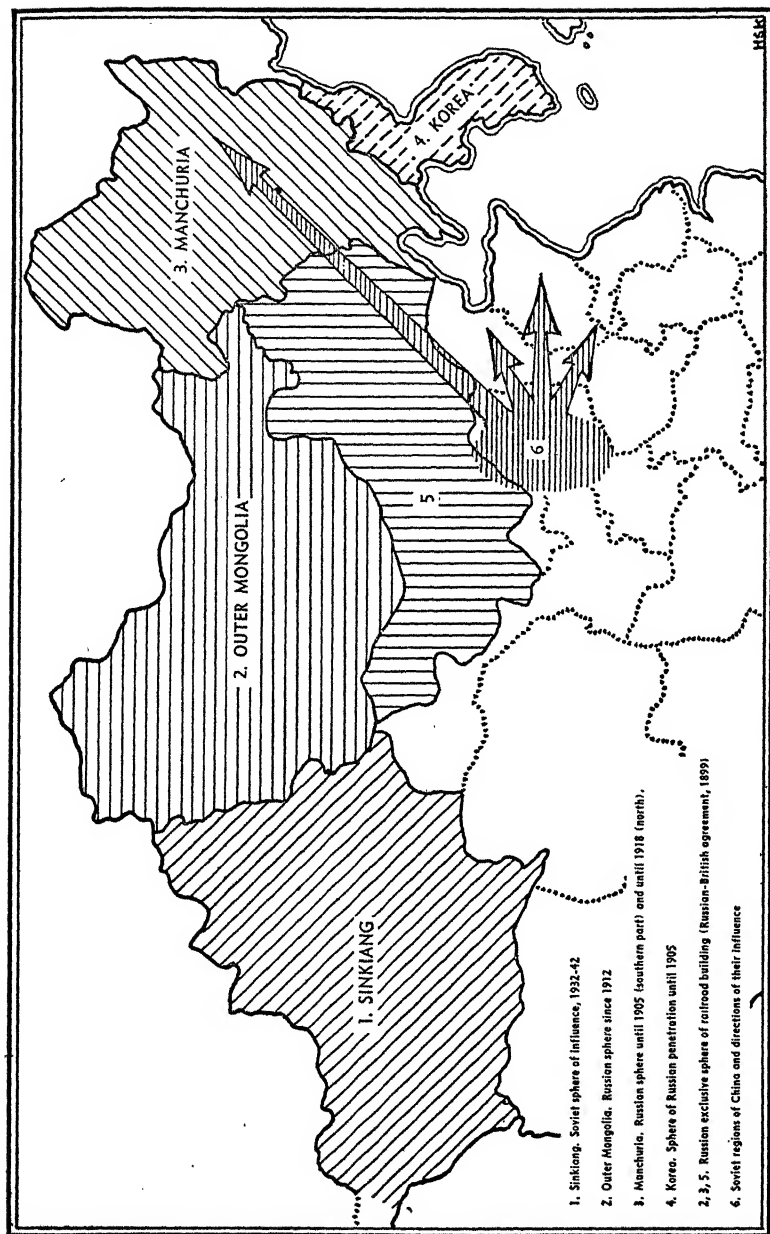 1. SINKIANG
2. OUTER MONGOLIA
3. MANCHURIA
4. KOREA
5
6
1. Sinkiang. Soviet sphere of influence, 1932-42
2. Outer Mongolia. Russian sphere since 1912
3. Manchuria. Russian sphere until 1905 (southern part) and until 1918 (north).
4. Korea. Sphere of Russian penetration until 1905
2, 3, 5. Russian exclusive sphere of railroad building (Russian-British agreement, 1899)
6. Soviet regions of China and directions of their influence
HSK